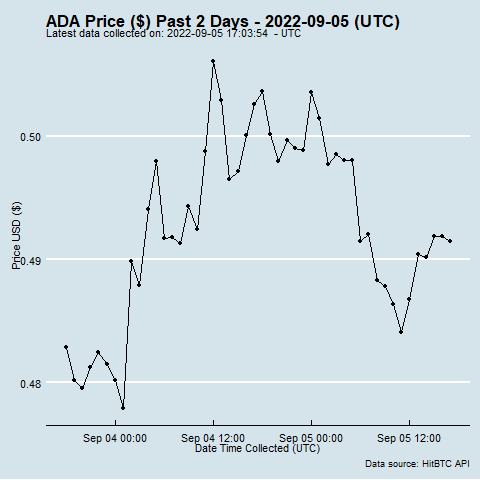 ADA Price ($) Past 2 Days - 2022-09-05 (UTC)
Latest data collected on: 2022-09-05 17:03:54 - UTC
Price USD ($)
0.50
0.49
0.48
Sep 04 00:00
Sep 04 12:00
Sep 05 00:00
Sep 05 12:00
Date Time Collected (UTC)
Data source: HitBTC API